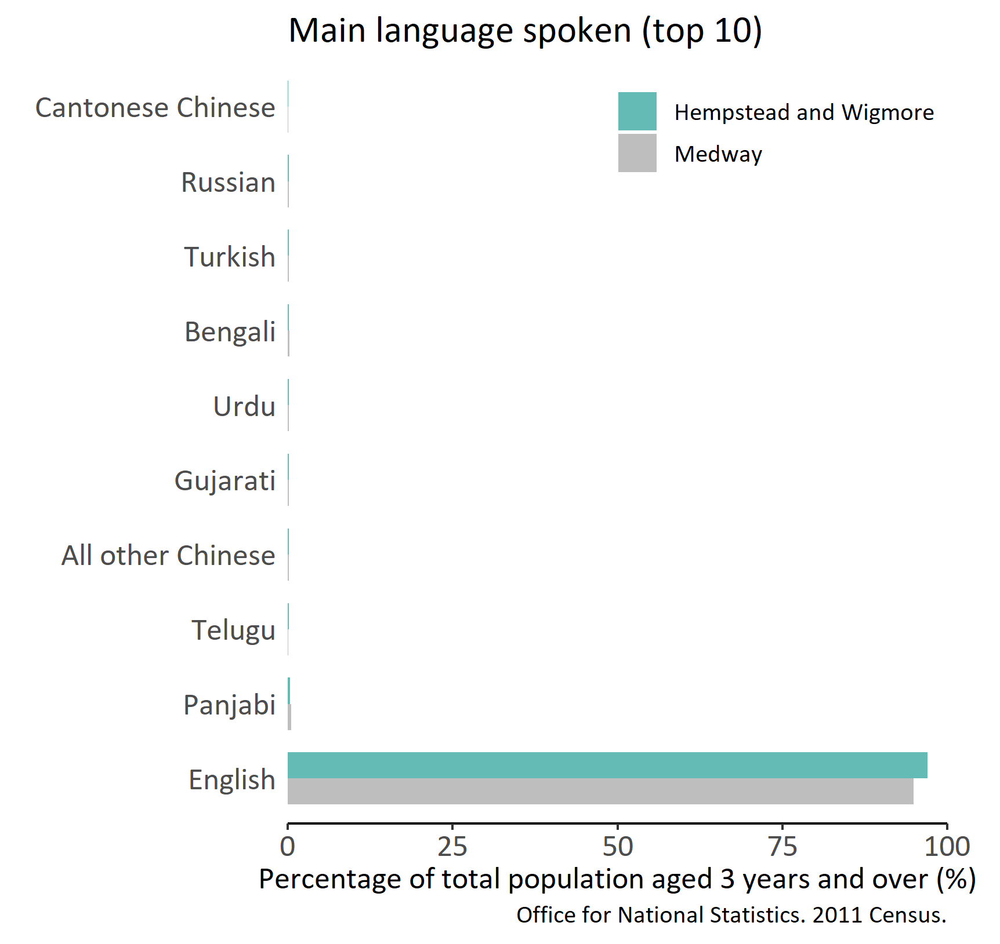 Main language spoken (top 10)
Cantonese Chinese
Hempstead and Wigmore
Medway
Russian
Turkish
Bengali
Urdu
Gujarati
All other Chinese
Telugu
Panjabi
English
0 25 50 75 100
Percentage of total population aged 3 years and over (%)
Office for National Statistics. 2011 Census.